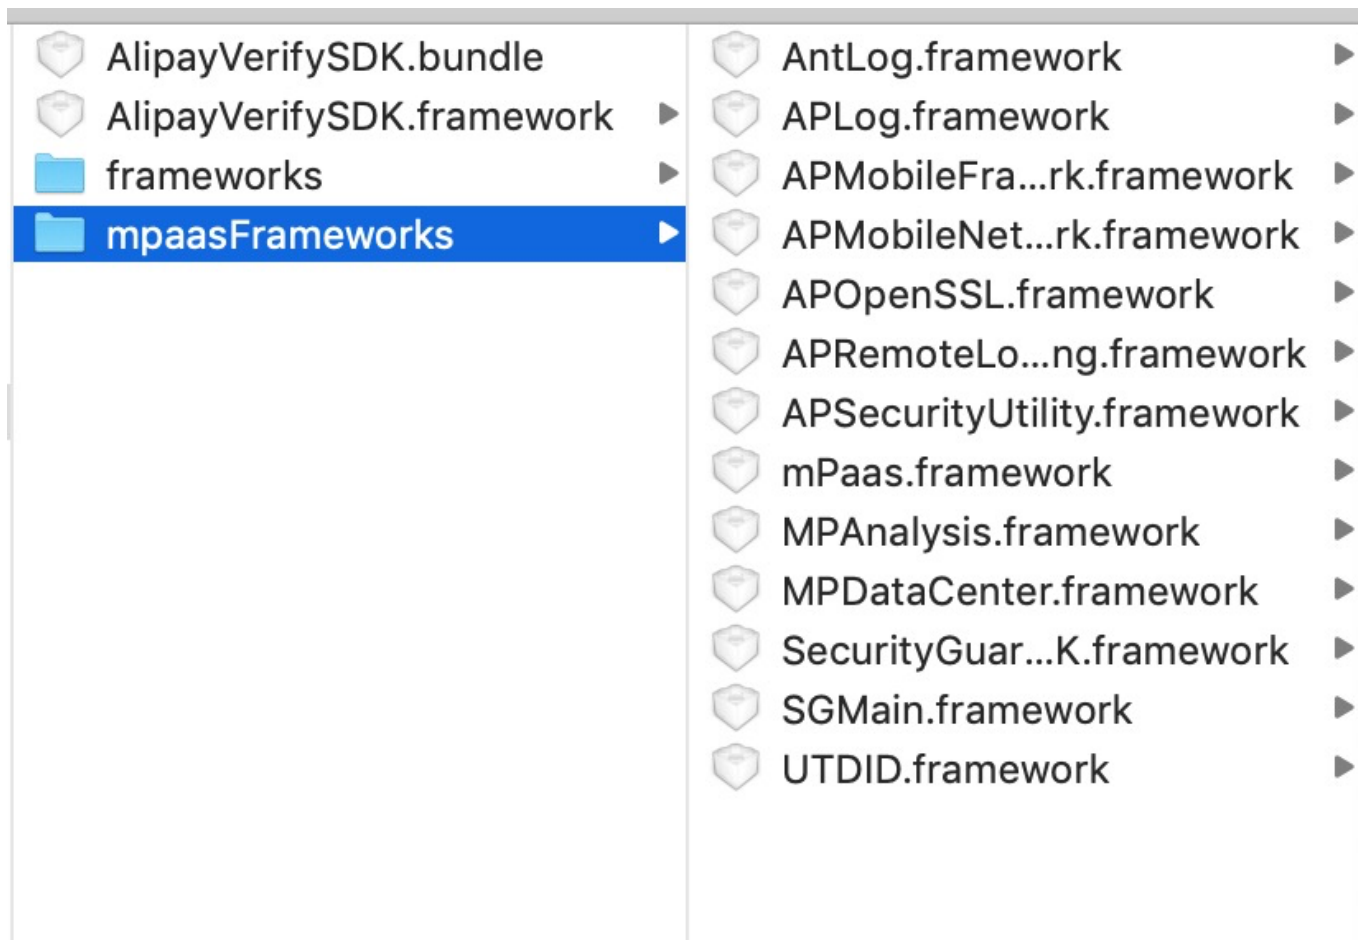 AlipayVerifySDK.bundle
AlipayVerifySDK.framework
frameworks
mpaasFrameworks
AntLog.framework
APLog.framework
APMobileFra...rk.framework
APMobileNet...rk.framework
APOpenSSL.framework
APRemoteLo...ng.framework
APSecurityUtility.framework
mPaas.framework
MPAnalysis.framework
MPDataCenter.framework
SecurityGuar...K.framework
SGMain.framework
UTDID.framework